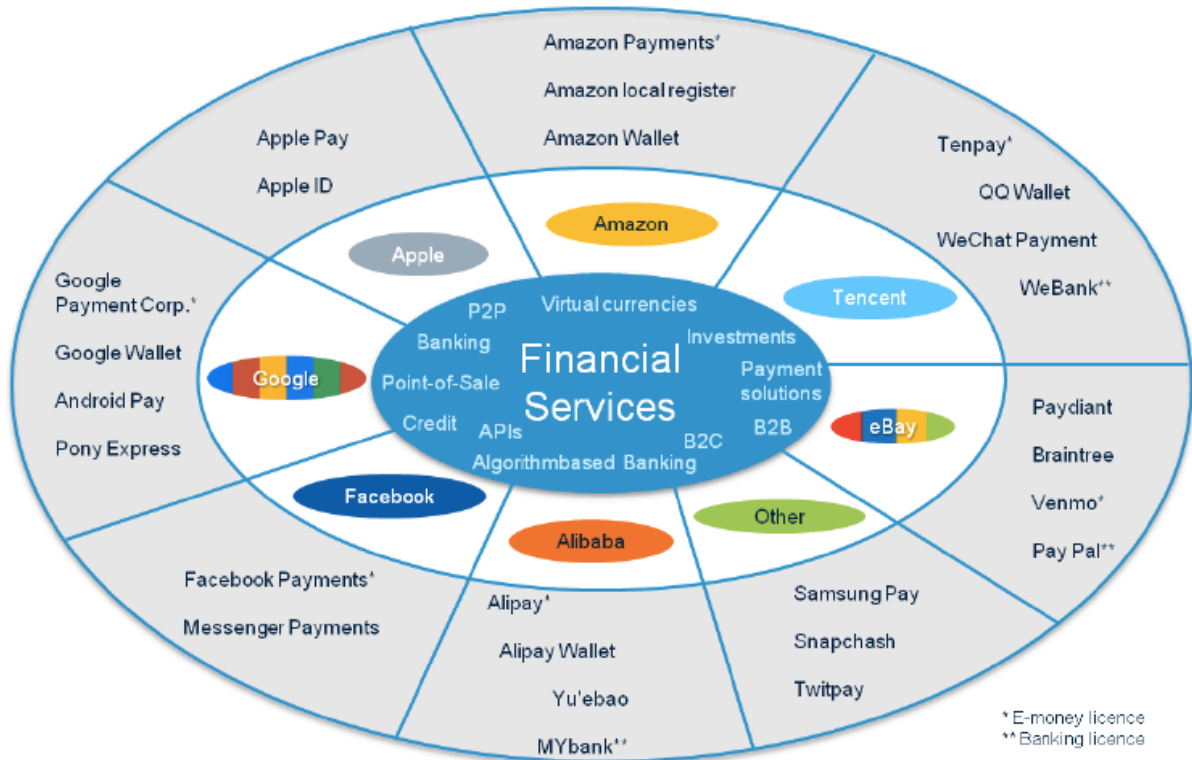 Amazon Payments*
Amazon local register
Amazon Wallet
Apple Pay
Apple ID
Tenpay*
QQ Wallet
WeChat Payment
WeBank**
Google
Payment Corp.*
Google Wallet
Android Pay
Pony Express
Paydiant
Braintree
Venmo*
Pay Pal**
Facebook Payments*
Messenger Payments
Alipay*
Alipay Wallet
Yu'ebao
MYbank**
Samsung Pay
Snapchash
Twitpay
Apple
Amazon
Tencent
Google
eBay
Facebook
Alibaba
Other
P2P
Virtual currencies
Banking
Investments
Financial
Services
Point-of-Sale
Payment
solutions
Credit
APIs
B2C
B2B
Algorithmbased Banking
* E-money licence
** Banking licence